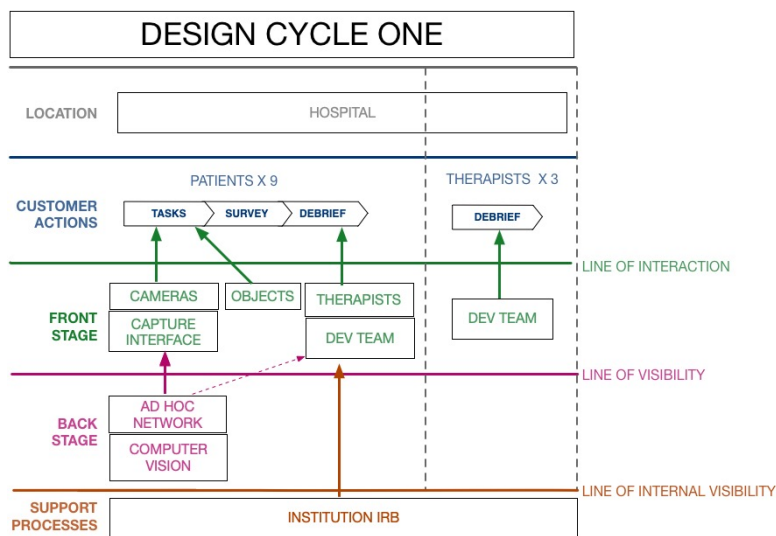 DESIGN CYCLE ONE
LOCATION
HOSPITAL
PATIENTS X 9
THERAPISTS X 3
CUSTOMER
ACTIONS
TASKS
SURVEY
DEBRIEF
DEBRIEF
LINE OF INTERACTION
FRONT
STAGE
CAMERAS
CAPTURE
INTERFACE
OBJECTS
THERAPISTS
DEV TEAM
DEV TEAM
LINE OF VISIBILITY
BACK
STAGE
AD HOC
NETWORK
COMPUTER
VISION
LINE OF INTERNAL VISIBILITY
SUPPORT
PROCESSES
INSTITUTION IRB